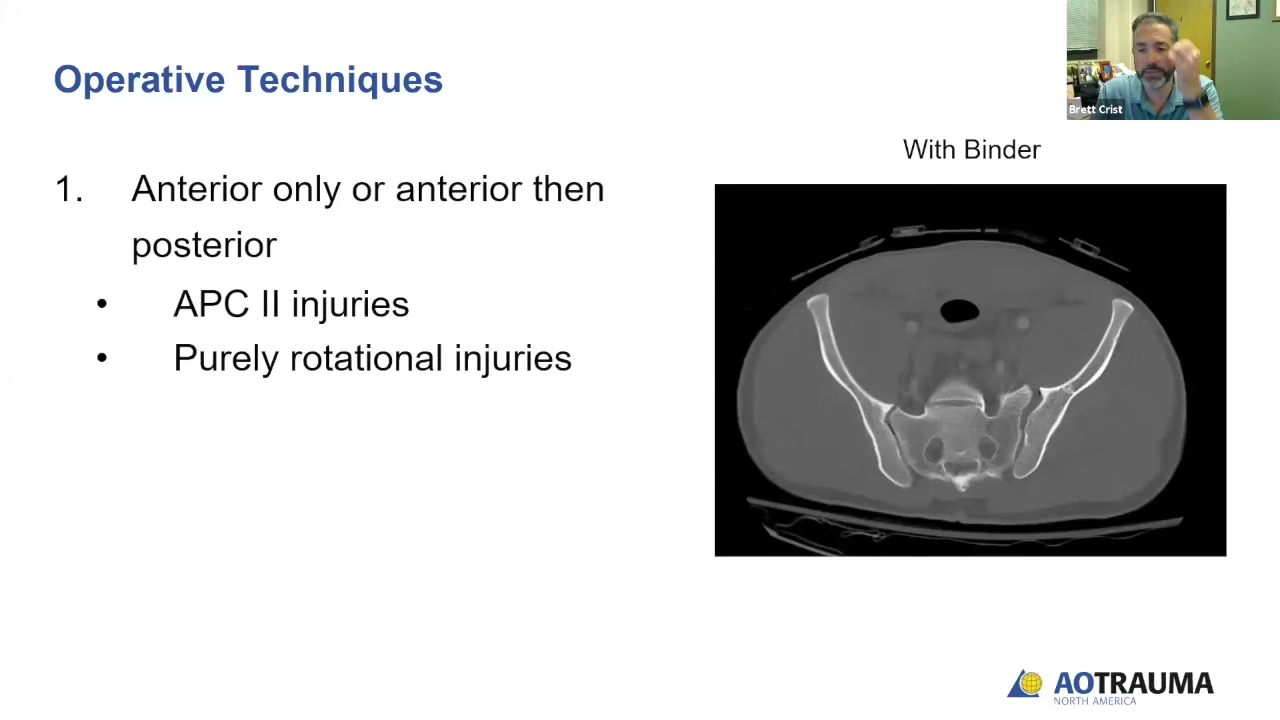 Operative Techniques
Brett Crist
With Binder
1. Anterior only or anterior then
posterior
• APC II injuries
• Purely rotational injuries
AOTRAUMA
NORTH AMERICA